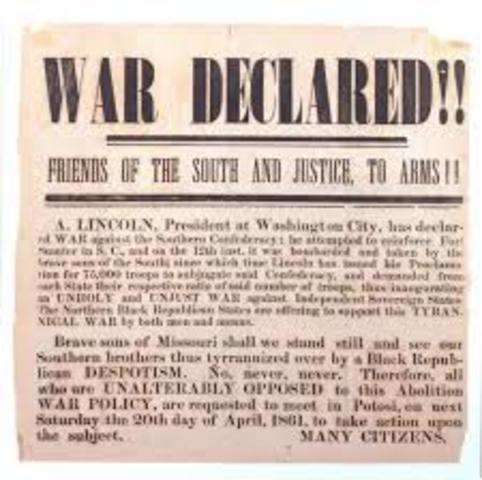 WAR DECLARED!!
FRIENDS OF THE SOUTH AND JUSTICE, TO ARMS!!
A. LINCOLN, President at Washington City, has declar-
ed WAR against the Southern Confederacy; he attempted to reinforce Fort
Sumter in S. C., and on the 12th inst. it was bombarded and taken by the
brave sons of the South; since which time Lincoln has issued his Proclama-
tion for 75,000 troops to subjugate said Confederacy, and demanded from
each State their respective ratio of said number of troops, thus inaugurating
an UNHOLY and UNJUST WAR against Independent Sovereign States.
The Northern Black Republican States are offering to support this TYRAN-
NICAL WAR by both men and means.
Brave sons of Missouri shall we stand still and see our
Southern brothers thus tyrannized over by a Black Repub-
lican DESPOTISM. No, never, never. Therefore, all
who are UNALTERABLY OPPOSED to this Abolition
WAR POLICY, are requested to meet in Potosi, on next
Saturday the 20th day of April, 1861, to take action upon
the subject. MANY CITIZENS.